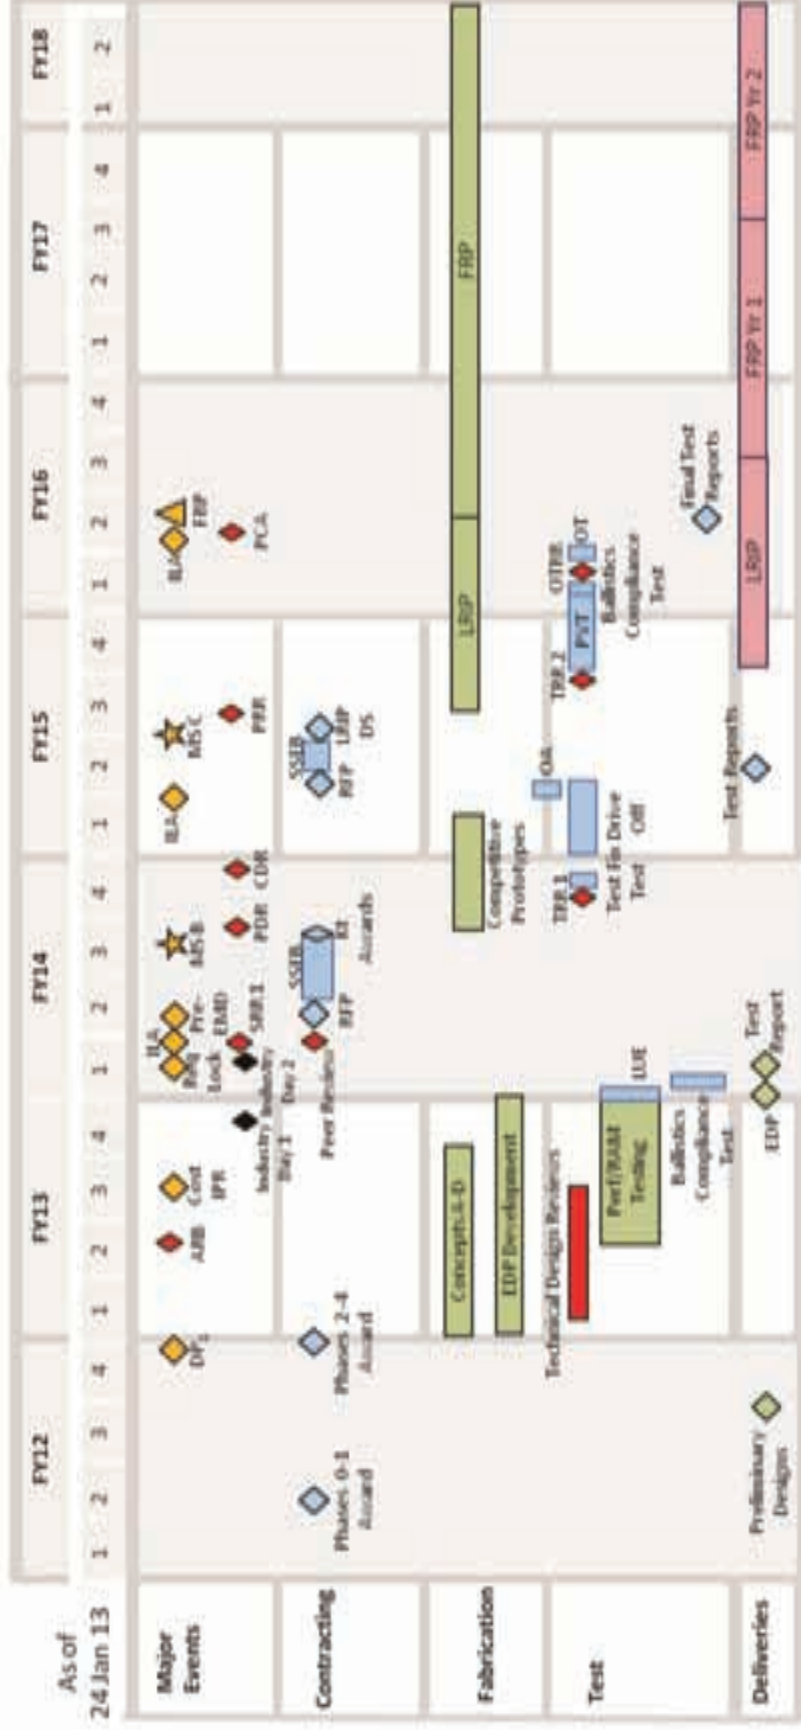 As of
24 Jan 13
FY12
FY13
FY14
FY15
FY16
FY17
FY18
1 2 3 4 1 2 3 4 1 2 3 4 1 2 3 4 1 2 3 4 1 2 3 4 1 2
Major
Events
DP
ARB
Cost
IPR
Industry
Day 1
Industry
Day 2
Req
Lock
ILA
Pre-
EMD
SRR 1
MS B
PDR
CDR
ILA
MS C
PRR
ILA
FRP
PCA
Contracting
Phases 0-1
Award
Phases 2-4
Award
Peer Review
RFP
SSEB
Kt
Awards
RFP
SSEB
LRIP
DS
Fabrication
Concepts A-D
EDP Development
Competitive
Prototypes
LRIP
FRP
Test
Technical Design Reviews
Perf/RAM
Testing
LUE
Ballistics
Compliance
Test
TRR 1
Test Fix Drive
Test Off
OA
TRR 2
PVT
OTRR
OT
Ballistics
Compliance
Test
Final Test
Reports
Deliveries
Preliminary
Designs
EDP
Test
Report
Test Reports
LRIP
FRP Yr 1
FRP Yr 2